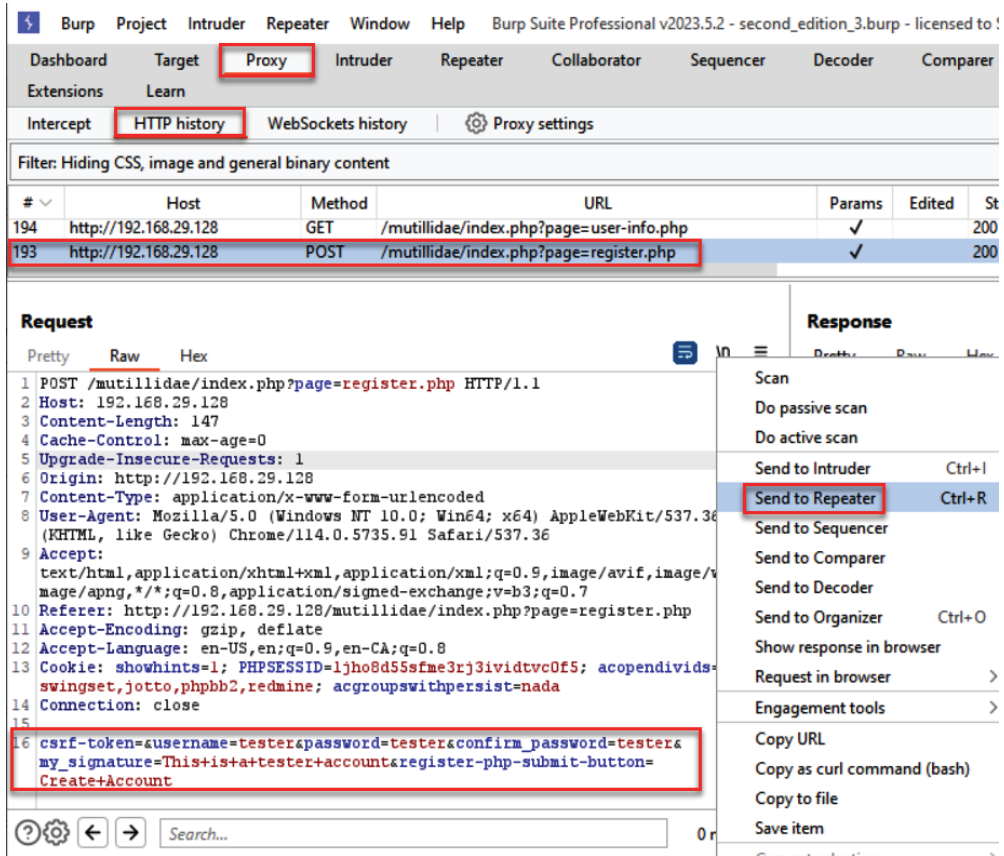 Burp Project Intruder Repeater Window Help Burp Suite Professional v2023.5.2 - second_edition_3.burp - licensed to
Dashboard Target Proxy Intruder Repeater Collaborator Sequencer Decoder Comparer
Extensions Learn
Intercept HTTP history WebSockets history Proxy settings
Filter: Hiding CSS, image and general binary content
# Host Method URL Params Edited St
194 http://192.168.29.128 GET /mutillidae/index.php?page=user-info.php ✓ 200
193 http://192.168.29.128 POST /mutillidae/index.php?page=register.php ✓ 200
Request
Pretty Raw Hex \n
1 POST /mutillidae/index.php?page=register.php HTTP/1.1
2 Host: 192.168.29.128
3 Content-Length: 147
4 Cache-Control: max-age=0
5 Upgrade-Insecure-Requests: 1
6 Origin: http://192.168.29.128
7 Content-Type: application/x-www-form-urlencoded
8 User-Agent: Mozilla/5.0 (Windows NT 10.0; Win64; x64) AppleWebKit/537.36
(KHTML, like Gecko) Chrome/114.0.5735.91 Safari/537.36
9 Accept:
text/html,application/xhtml+xml,application/xml;q=0.9,image/avif,image/w
mage/apng,*/*;q=0.8,application/signed-exchange;v=b3;q=0.7
10 Referer: http://192.168.29.128/mutillidae/index.php?page=register.php
11 Accept-Encoding: gzip, deflate
12 Accept-Language: en-US,en;q=0.9,en-CA;q=0.8
13 Cookie: showhints=1; PHPSESSID=1jho8d55sfme3rj3ividtvc0f5; acopendivids=
swingset,jotto,phpbb2,redmine; acgroupswithpersist=nada
14 Connection: close
15
16 csrf-token=&username=tester&password=tester&confirm_password=tester&
my_signature=This+is+a+tester+account&register-php-submit-button=
Create+Account
Search...
Response
Pretty Raw Hex
Scan
Do passive scan
Do active scan
Send to Intruder Ctrl+I
Send to Repeater Ctrl+R
Send to Sequencer
Send to Comparer
Send to Decoder
Send to Organizer Ctrl+O
Show response in browser
Request in browser >
Engagement tools >
Copy URL
Copy as curl command (bash)
Copy to file
Save item